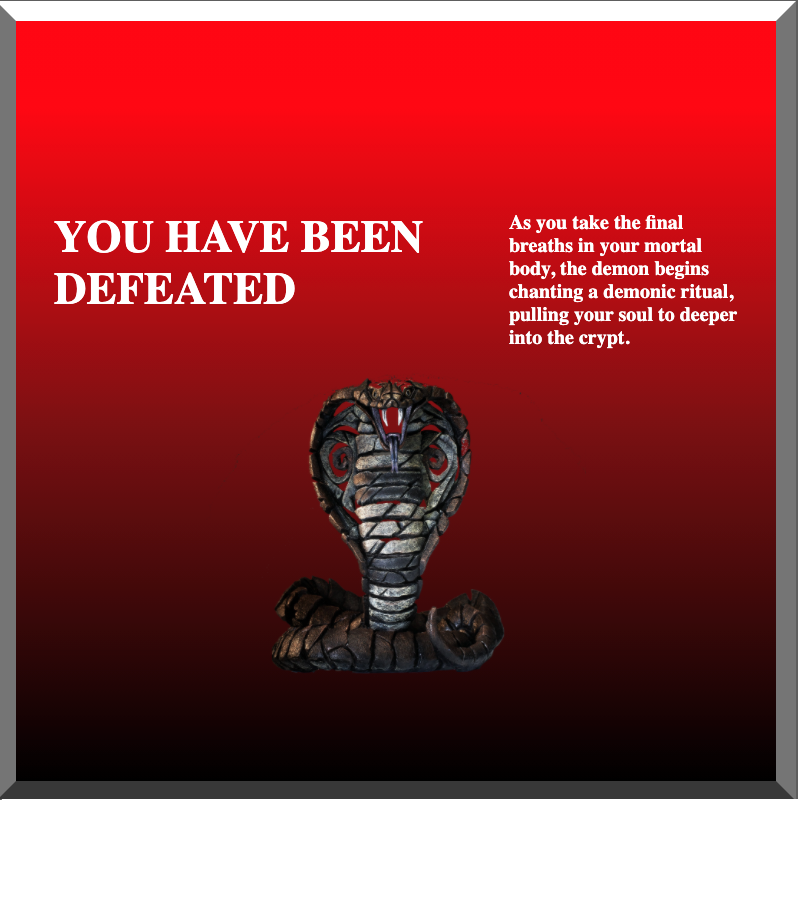 YOU HAVE BEEN
DEFEATED
As you take the final
breaths in your mortal
body, the demon begins
chanting a demonic ritual,
pulling your soul to deeper
into the crypt.